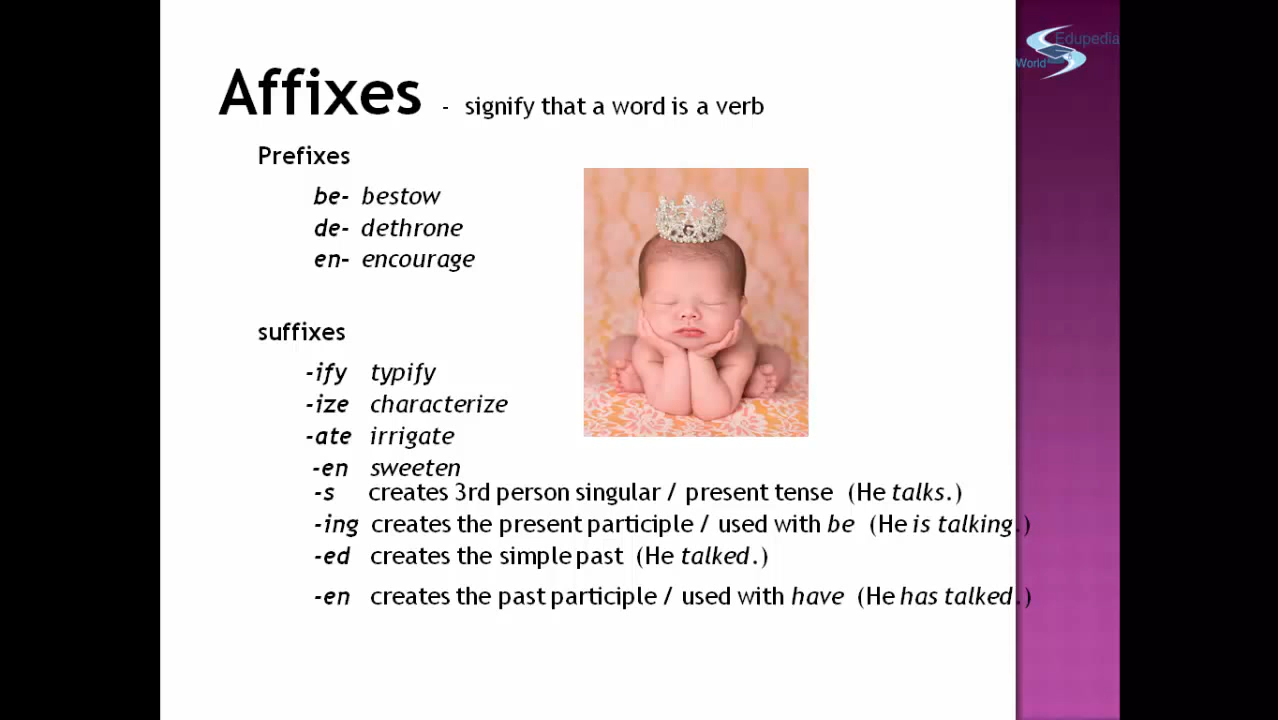 Edupedia
World
Affixes - signify that a word is a verb
Prefixes
be- bestow
de- dethrone
en- encourage
suffixes
-ify typify
-ize characterize
-ate irrigate
-en sweeten
-s creates 3rd person singular / present tense (He talks.)
-ing creates the present participle / used with be (He is talking.)
-ed creates the simple past (He talked.)
-en creates the past participle / used with have (He has talked.)